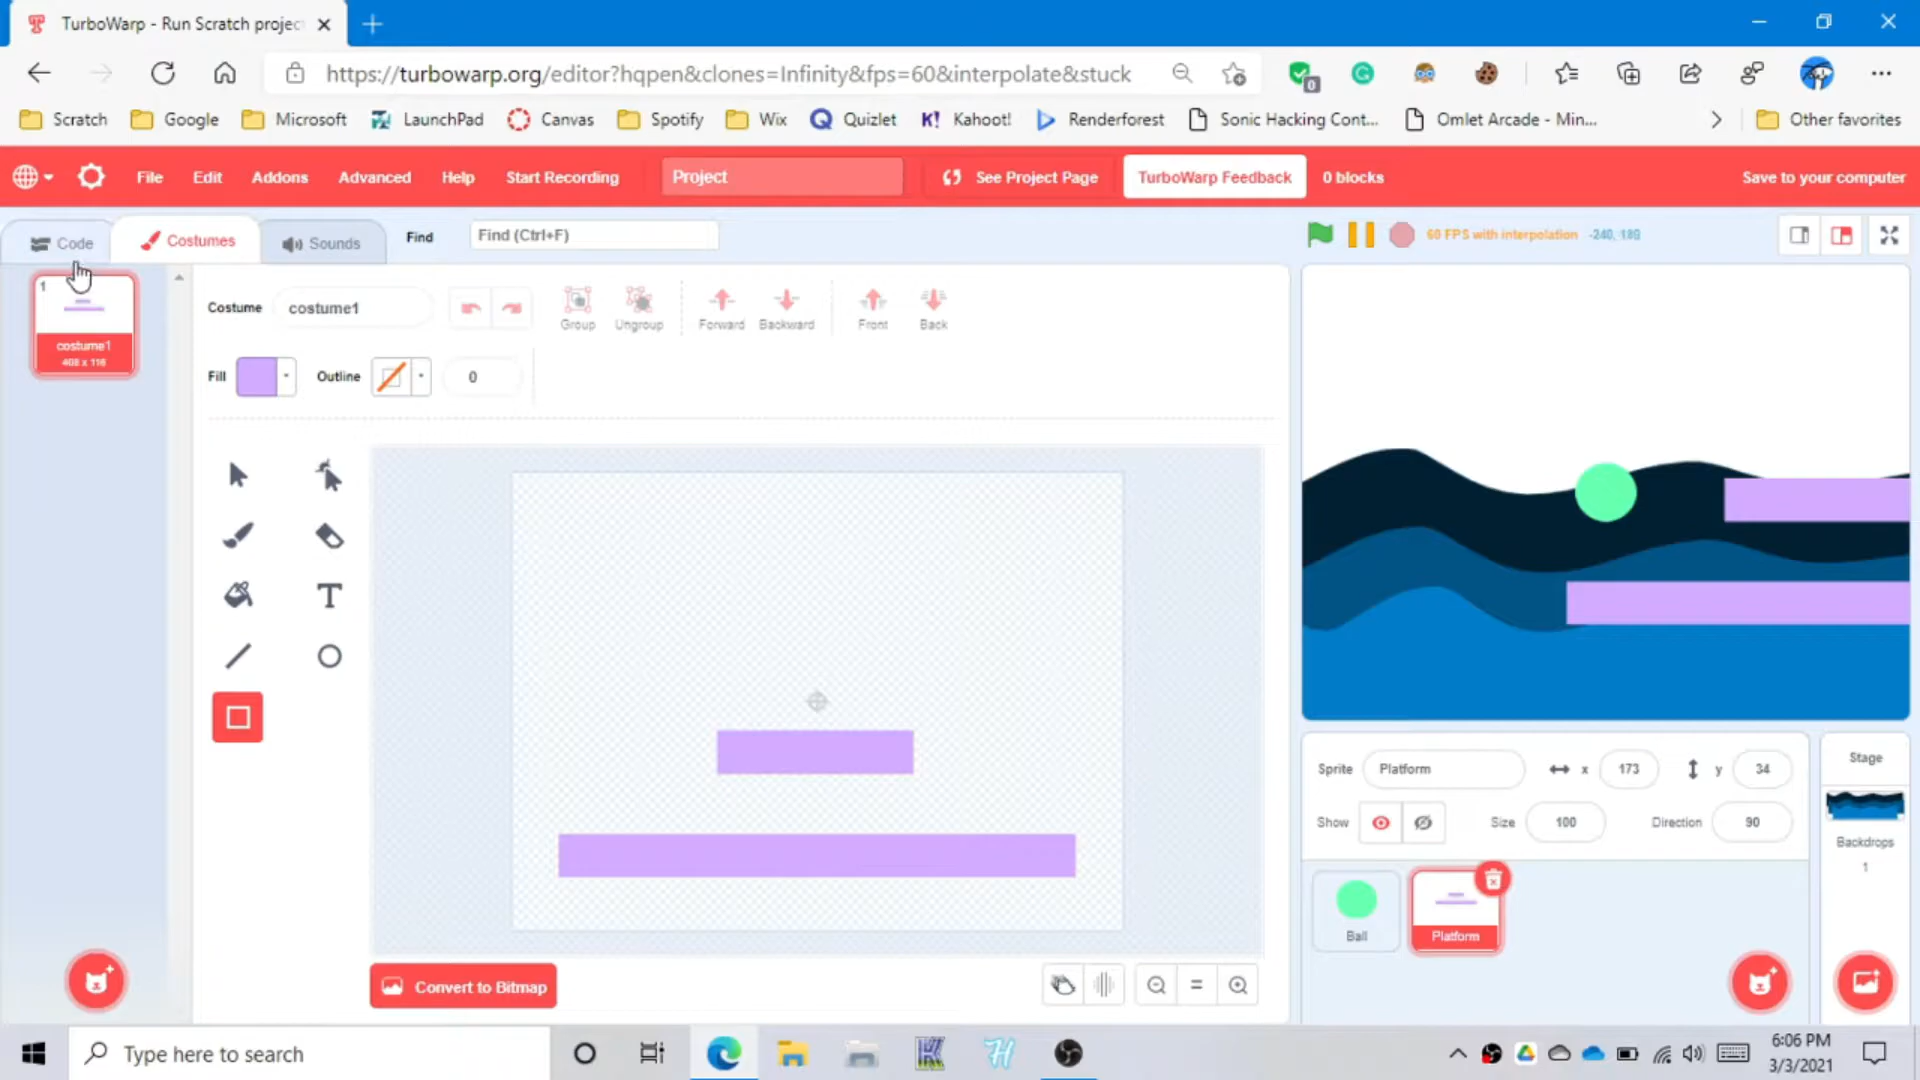 TurboWarp - Run Scratch projec
https://turbowarp.org/editor?hqpen&clones=Infinity&fps=60&interpolate&stuck
0
Scratch Google Microsoft LaunchPad Canvas Spotify Wix Quizlet K! Kahoot! Renderforest Sonic Hacking Cont... Omlet Arcade - Min... Other favorites
File Edit Addons Advanced Help Start Recording Project See Project Page TurboWarp Feedback 0 blocks Save to your computer
Code Costumes Sounds Find Find (Ctrl+F) 60 FPS with interpolation -240, 180
1
costume1
408 x 116
Costume costume1 Group Ungroup Forward Backward Front Back
Fill Outline 0
T
Convert to Bitmap
Sprite Platform x 173 y 34
Show Size 100 Direction 90
Ball Platform
Stage
Backdrops
1
Type here to search
6:06 PM
3/3/2021